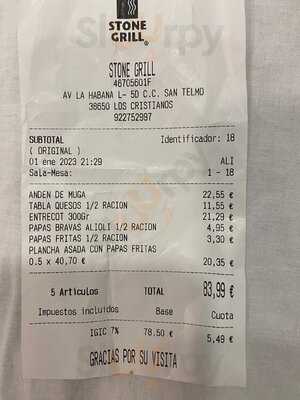 STONE
GRILL®
STONE GRILL
46705601F
AV LA HABANA L- 5D C.C. SAN TELMO
38650 LOS CRISTIANOS
922752997
SUBTOTAL Identificador: 18
( ORIGINAL )
01 ene 2023 21:29 ALI
Sala-Mesa: 1 - 18
ANDEN DE MUGA 22,55 €
TABLA QUESOS 1/2 RACION 11,55 €
ENTRECOT 300Gr 21,29 €
PAPAS BRAVAS ALIOLI 1/2 RACION 4,95 €
PAPAS FRITAS 1/2 RACION 3,30 €
PLANCHA ASADA CON PAPAS FRITAS
0.5 x 40,70 € 20,35 €
5 Artículos TOTAL 83,99 €
Impuestos incluidos Base Cuota
IGIC 7% 78.50 € 5,49 €
GRACIAS POR SU VISITA